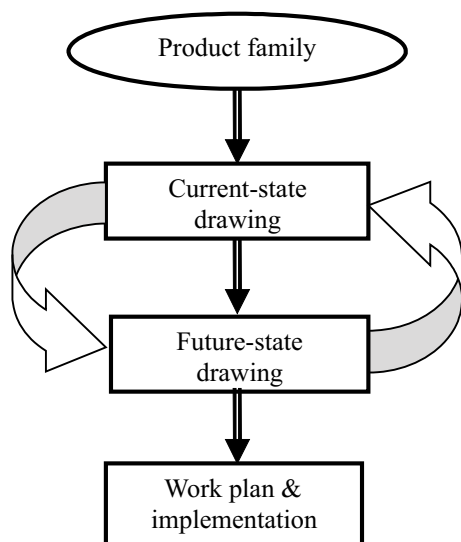 Product family
Current-state
drawing
Future-state
drawing
Work plan &
implementation